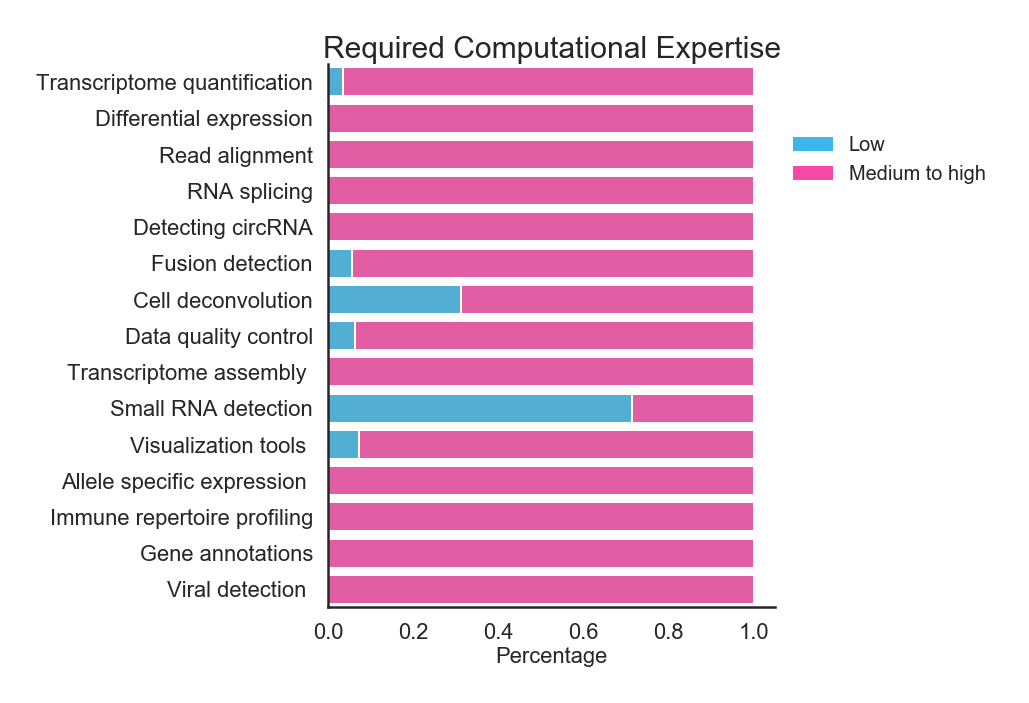 Required Computational Expertise
Transcriptome quantification
Differential expression
Read alignment
RNA splicing
Detecting circRNA
Fusion detection
Cell deconvolution
Data quality control
Transcriptome assembly
Small RNA detection
Visualization tools
Allele specific expression
Immune repertoire profiling
Gene annotations
Viral detection
0.0 0.2 0.4 0.6 0.8 1.0
Percentage
Low
Medium to high